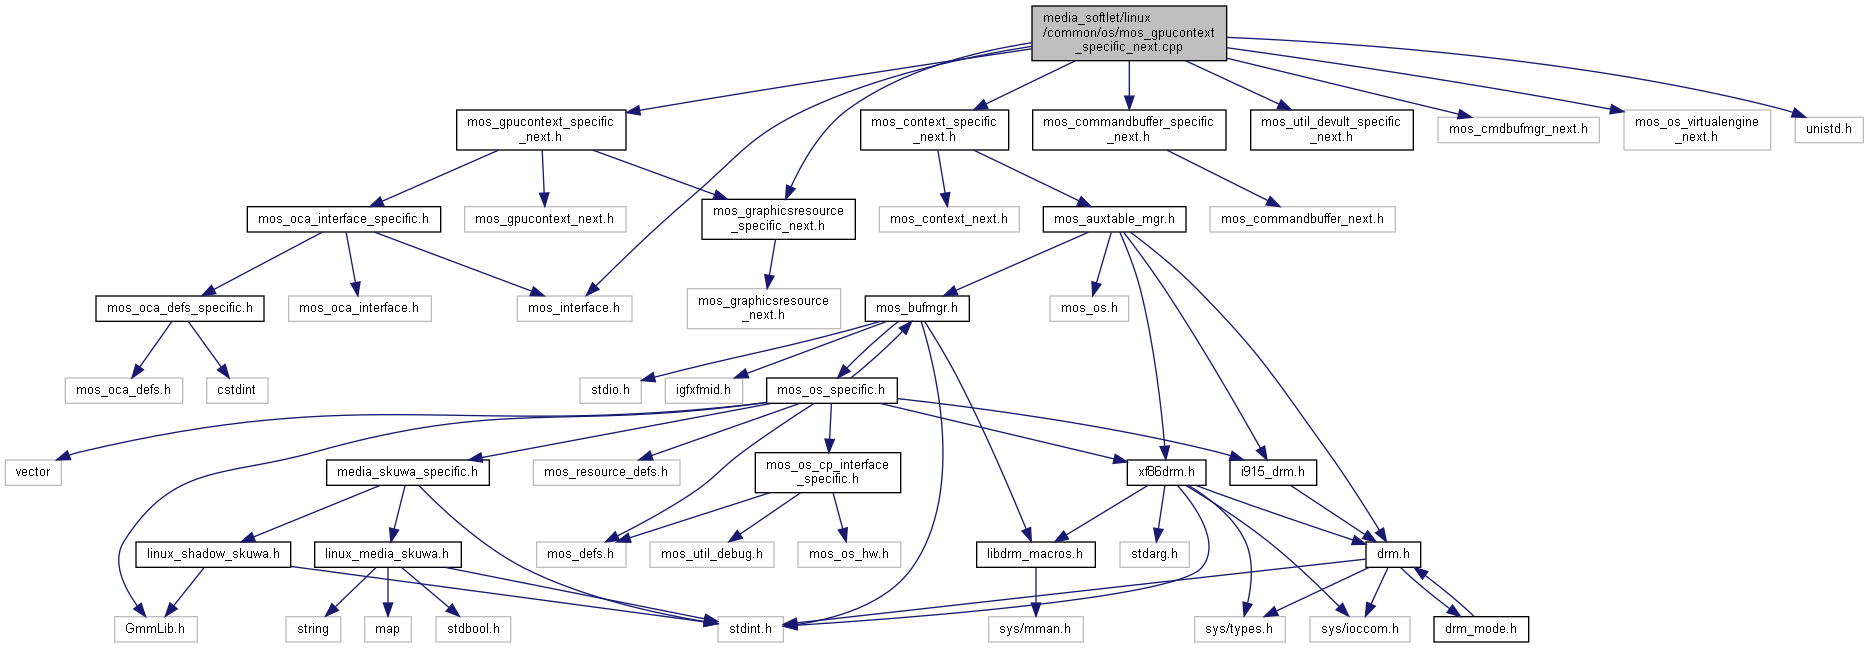 media_softlet/linux
/common/os/mos_gpucontext
_specific_next.cpp
mos_gpucontext_specific
_next.h
mos_context_specific
_next.h
mos_commandbuffer_specific
_next.h
mos_util_devult_specific
_next.h
mos_cmdbufmgr_next.h
mos_os_virtualengine
_next.h
unistd.h
mos_oca_interface_specific.h
mos_gpucontext_next.h
mos_graphicsresource
_specific_next.h
mos_context_next.h
mos_auxtable_mgr.h
mos_commandbuffer_next.h
mos_oca_defs_specific.h
mos_oca_interface.h
mos_interface.h
mos_graphicsresource
_next.h
mos_bufmgr.h
mos_os.h
mos_oca_defs.h
cstdint
stdio.h
igfxfmid.h
mos_os_specific.h
vector
media_skuwa_specific.h
mos_resource_defs.h
mos_os_cp_interface
_specific.h
xf86drm.h
i915_drm.h
linux_shadow_skuwa.h
linux_media_skuwa.h
mos_defs.h
mos_util_debug.h
mos_os_hw.h
libdrm_macros.h
stdarg.h
drm.h
GmmLib.h
string
map
stdbool.h
stdint.h
sys/mman.h
sys/types.h
sys/ioccom.h
drm_mode.h